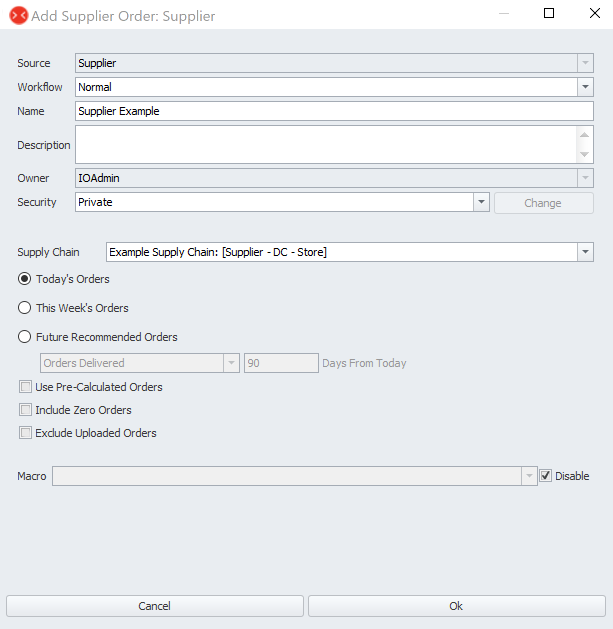 Add Supplier Order: Supplier
Source Supplier
Workflow Normal
Name Supplier Example
Description
Owner IOAdmin
Security Private Change
Supply Chain Example Supply Chain: [Supplier - DC - Store]
Today's Orders
This Week's Orders
Future Recommended Orders
Orders Delivered 90 Days From Today
Use Pre-Calculated Orders
Include Zero Orders
Exclude Uploaded Orders
Macro Disable
Cancel Ok